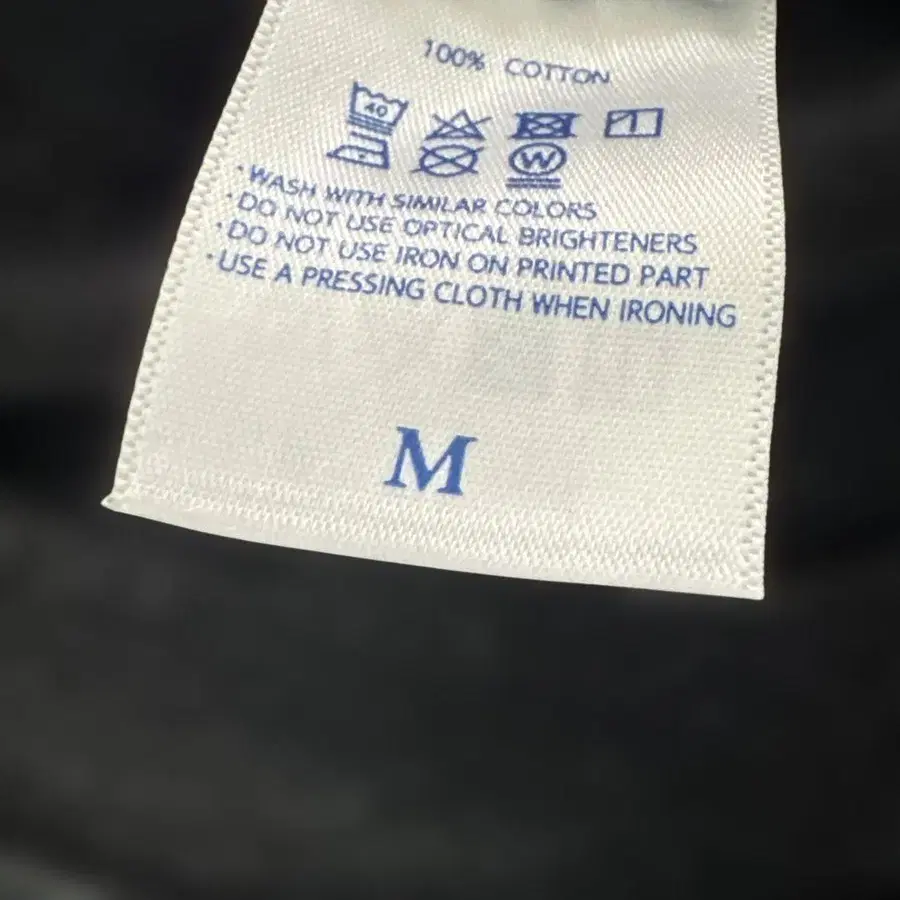 100% COTTON
40
W
· WASH WITH SIMILAR COLORS
· DO NOT USE OPTICAL BRIGHTENERS
· DO NOT USE IRON ON PRINTED PART
· USE A PRESSING CLOTH WHEN IRONING
M